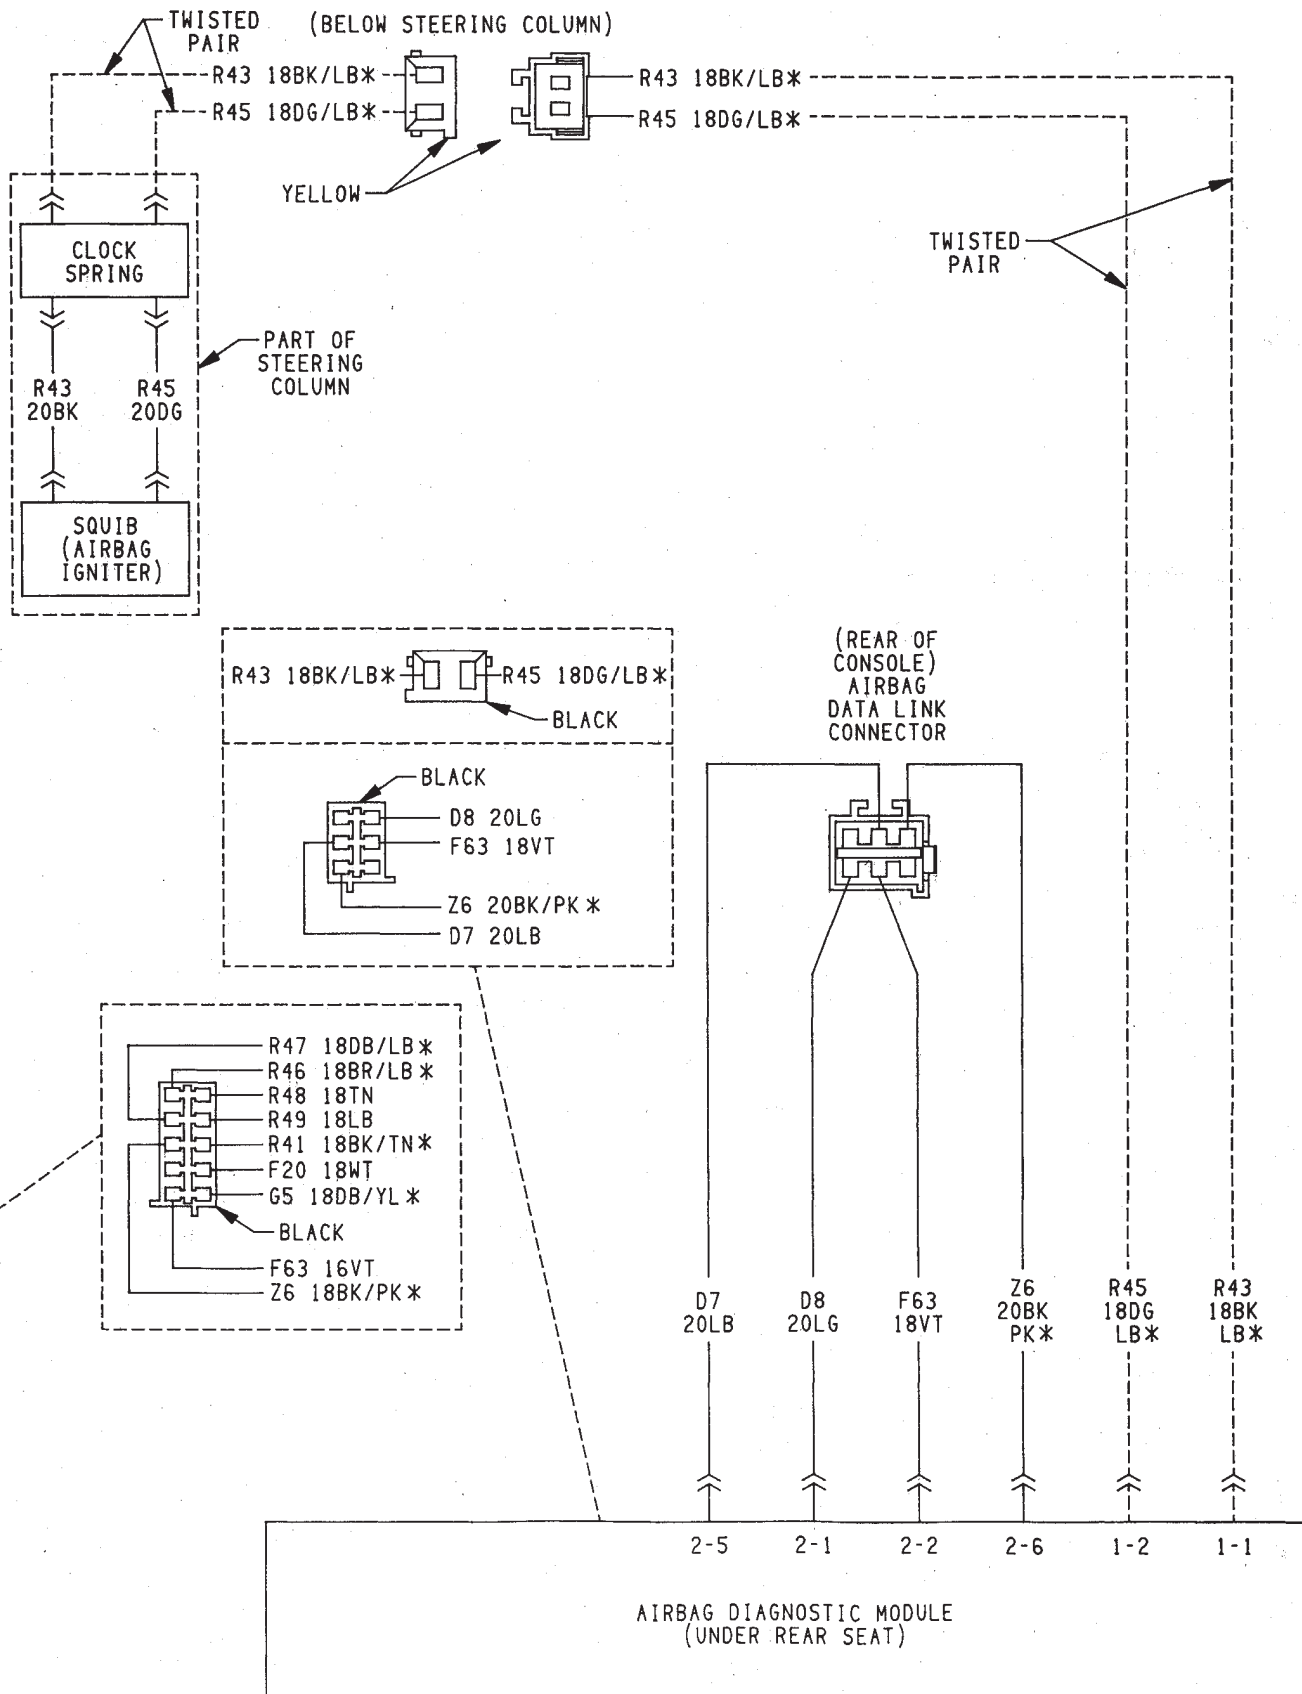 TWISTED
PAIR
(BELOW STEERING COLUMN)
R43 18BK/LB*
R45 18DG/LB*
R43 18BK/LB*
R45 18DG/LB*
YELLOW
TWISTED
PAIR
CLOCK
SPRING
PART OF
STEERING
COLUMN
R43
20BK
R45
20DG
SQUIB
(AIRBAG
IGNITER)
R43 18BK/LB*
R45 18DG/LB*
BLACK
(REAR OF
CONSOLE)
AIRBAG
DATA LINK
CONNECTOR
BLACK
D8 20LG
F63 18VT
Z6 20BK/PK*
D7 20LB
R47 18DB/LB*
R46 18BR/LB*
R48 18TN
R49 18LB
R41 18BK/TN*
F20 18WT
G5 18DB/YL*
BLACK
F63 16VT
Z6 18BK/PK*
D7
20LB
D8
20LG
F63
18VT
Z6
20BK
PK*
R45
18DG
LB*
R43
18BK
LB*
2-5
2-1
2-2
2-6
1-2
1-1
AIRBAG DIAGNOSTIC MODULE
(UNDER REAR SEAT)